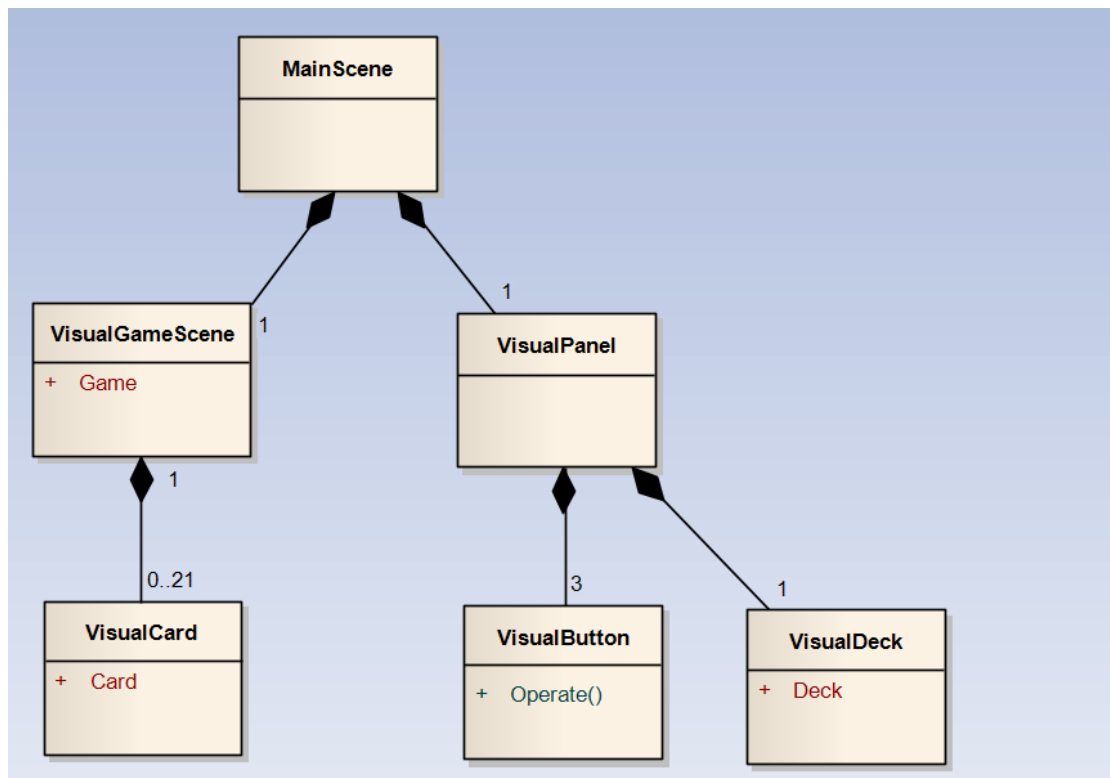 MainScene
1
1
VisualGameScene
+ Game
VisualPanel
1
0..21
3
1
VisualCard
+ Card
VisualButton
+ Operate()
VisualDeck
+ Deck